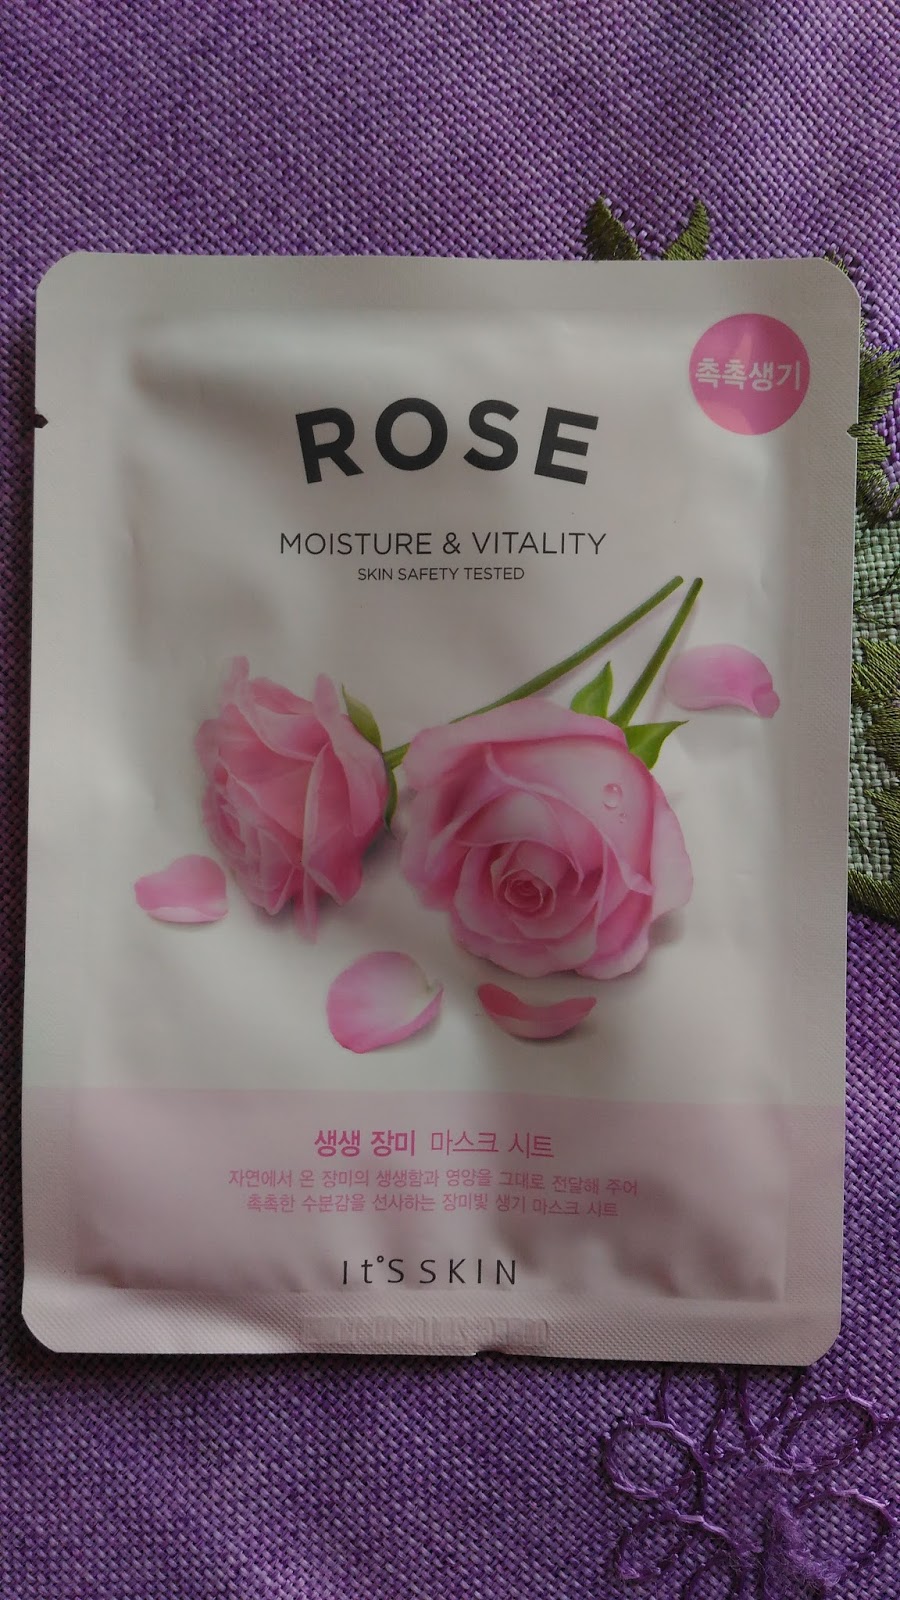 촉촉생기
ROSE
MOISTURE & VITALITY
SKIN SAFETY TESTED
생생 장미 마스크 시트
자연에서 온 장미의 생생함과 영양을 그대로 전달해 주어
촉촉한 수분감을 선사하는 장미빛 생기 마스크 시트
It'S SKIN